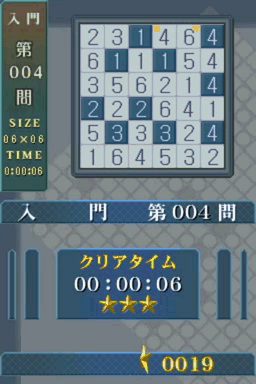 入門
第
004
問
SIZE
06×06
TIME
0:00:06
2 3 1 4 6 4
6 1 1 1 5 4
3 5 6 2 1 4
2 2 2 6 4 1
5 3 3 3 2 4
1 6 4 5 3 2
入 門 第004問
クリアタイム
00:00:06
0019